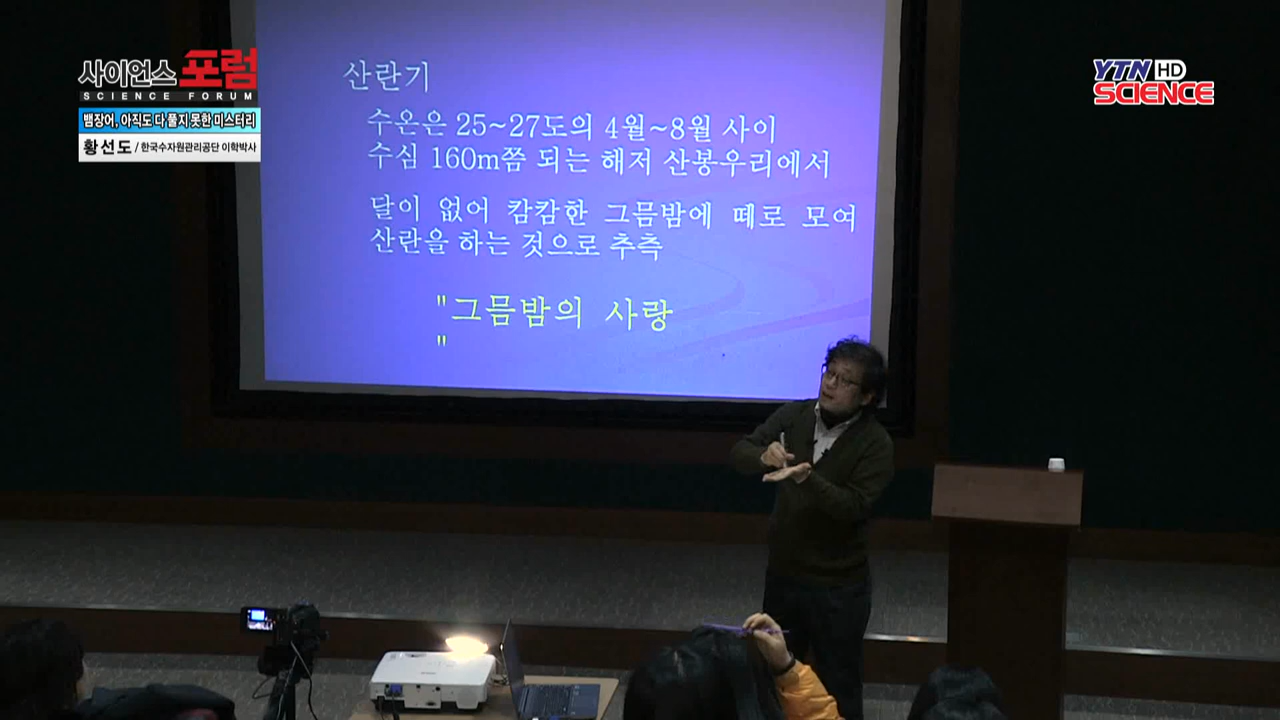 사이언스 포럼
SCIENCE FORUM
뱀장어, 아직도 다 풀지 못한 미스터리
황선도 / 한국수자원관리공단 이학박사
YTN HD
SCIENCE
산란기
수온은 25~27도의 4월~8월 사이
수심 160m쯤 되는 해저 산봉우리에서
달이 없어 캄캄한 그믐밤에 떼로 모여
산란을 하는 것으로 추측
"그믐밤의 사랑
"